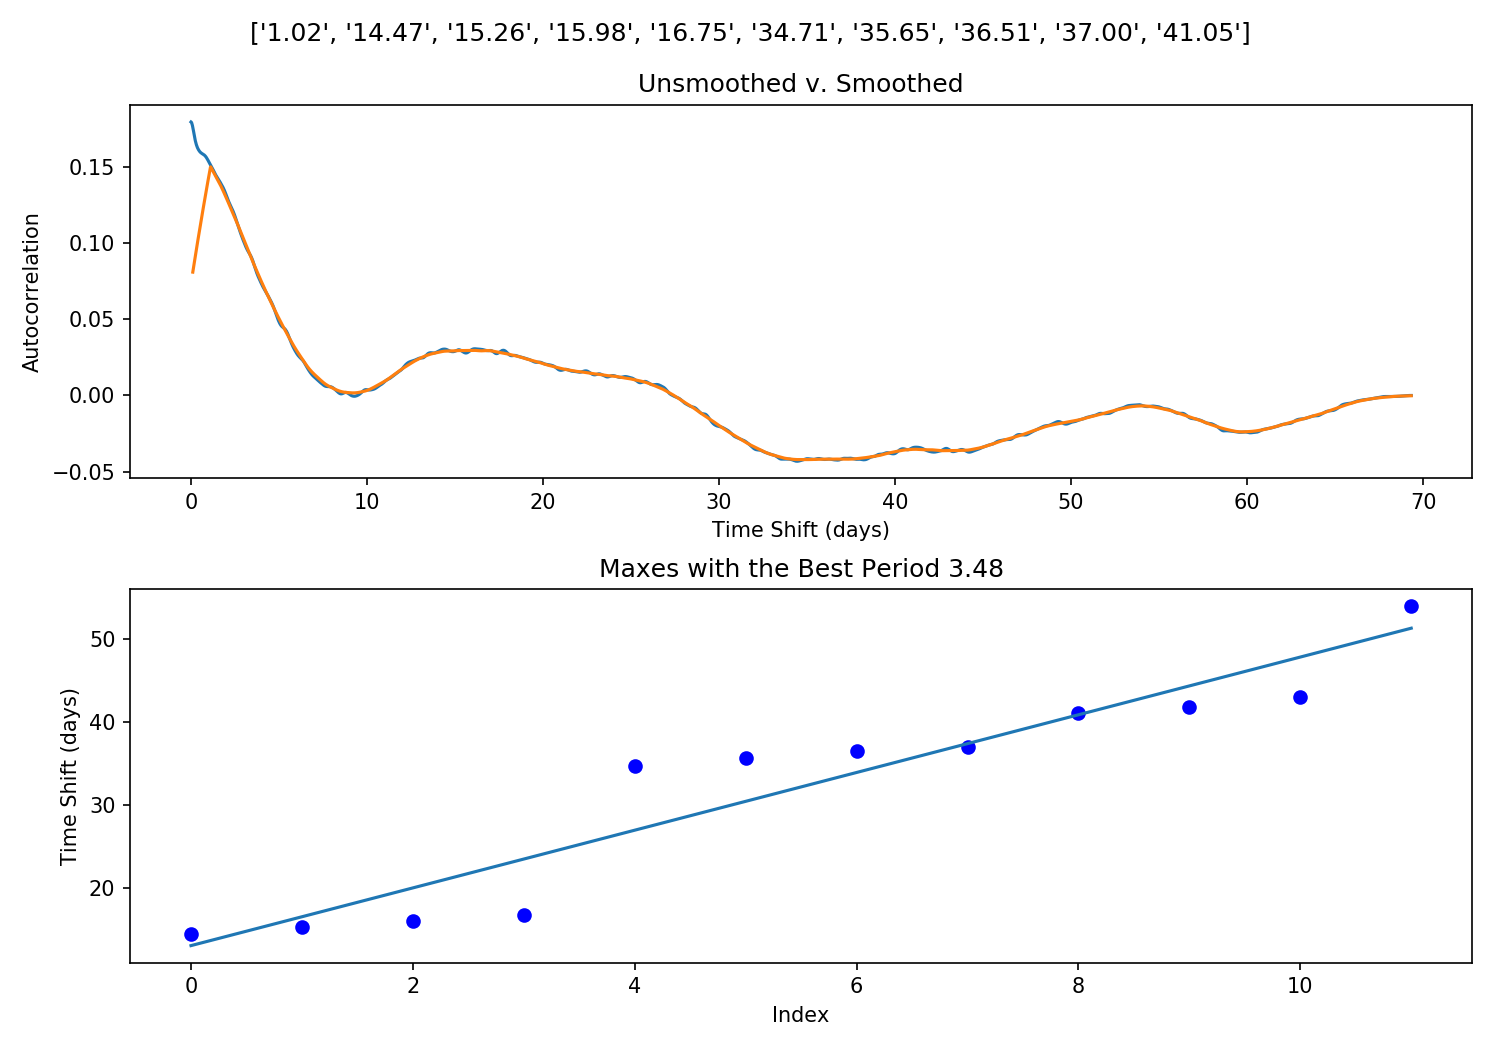 ['1.02', '14.47', '15.26', '15.98', '16.75', '34.71', '35.65', '36.51', '37.00', '41.05']
Unsmoothed v. Smoothed
Autocorrelation
0.15
0.10
0.05
0.00
−0.05
0 10 20 30 40 50 60 70
Time Shift (days)
Maxes with the Best Period 3.48
Time Shift (days)
50
40
30
20
0 2 4 6 8 10
Index